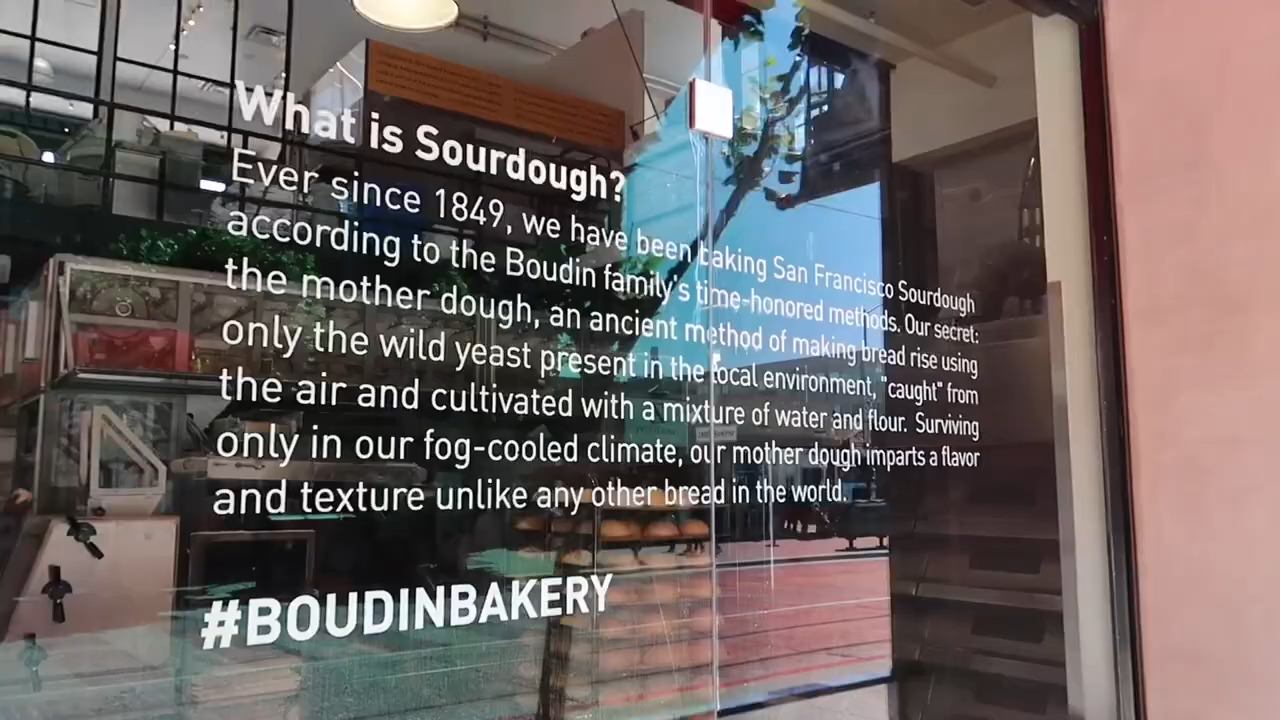 What is Sourdough?
Ever since 1849, we have been baking San Francisco Sourdough
according to the Boudin family's time-honored methods. Our secret:
the mother dough, an ancient method of making bread rise using
only the wild yeast present in the local environment, "caught" from
the air and cultivated with a mixture of water and flour. Surviving
only in our fog-cooled climate, our mother dough imparts a flavor
and texture unlike any other bread in the world.
#BOUDINBAKERY